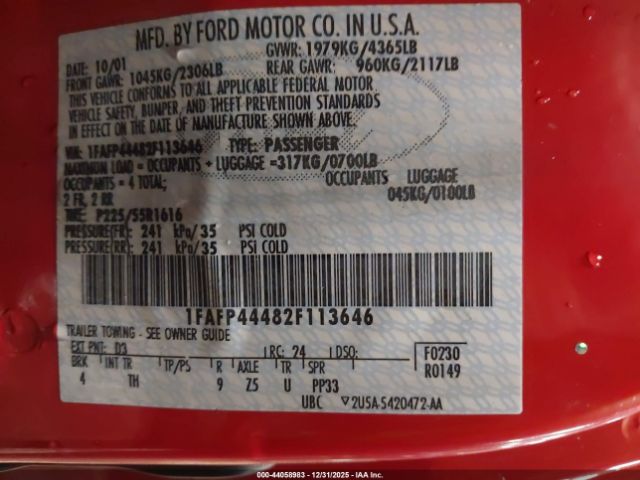 MFD. BY FORD MOTOR CO. IN U.S.A.
DATE: 10/01 GVWR: 1979KG/4365LB
FRONT GAWR: 1045KG/2306LB REAR GAWR: 960KG/2117LB
THIS VEHICLE CONFORMS TO ALL APPLICABLE FEDERAL MOTOR
VEHICLE SAFETY, BUMPER, AND THEFT PREVENTION STANDARDS
IN EFFECT ON THE DATE OF MANUFACTURE SHOWN ABOVE.
VIN: 1FAFP44482F113646 TYPE: PASSENGER
MAXIMUM LOAD = OCCUPANTS + LUGGAGE =317KG/0700LB
OCCUPANTS = 4 TOTAL; OCCUPANTS LUGGAGE
2 FR, 2 RR 045KG/0100LB
TIRE: P225/55R1616
PRESSURE(FR): 241 kPa/35 PSI COLD
PRESSURE(RR): 241 kPa/35 PSI COLD
1FAFP44482F113646
TRAILER TOWING - SEE OWNER GUIDE
EXT PNT: D3 RC: 24 DSO: F0230
BRK INT TR TP/PS R AXLE TR SPR R0149
4 TH 9 Z5 U PP33
UBC ▽2U5A-S420472-AA
000-44058983 - 12/31/2025 - IAA Inc.